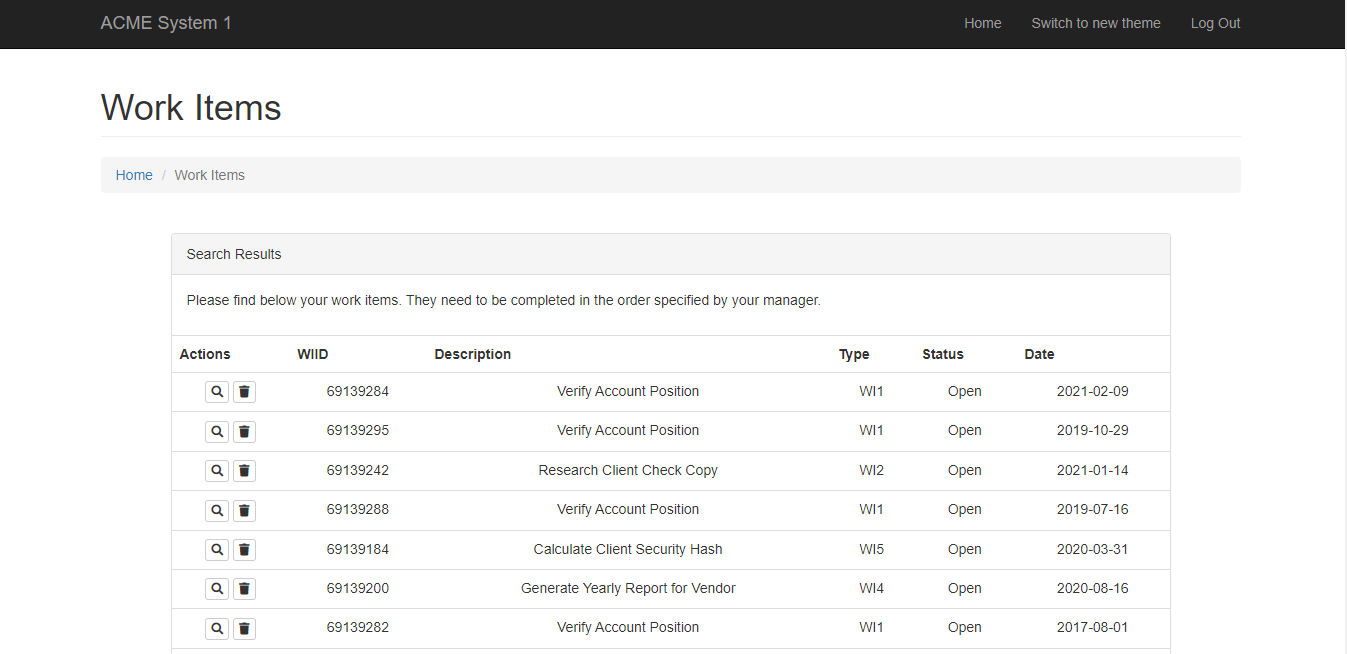 ACME System 1 Home Switch to new theme Log Out
Work Items
Home / Work Items
Search Results
Please find below your work items. They need to be completed in the order specified by your manager.
Actions WIID Description Type Status Date
69139284 Verify Account Position WI1 Open 2021-02-09
69139295 Verify Account Position WI1 Open 2019-10-29
69139242 Research Client Check Copy WI2 Open 2021-01-14
69139288 Verify Account Position WI1 Open 2019-07-16
69139184 Calculate Client Security Hash WI5 Open 2020-03-31
69139200 Generate Yearly Report for Vendor WI4 Open 2020-08-16
69139282 Verify Account Position WI1 Open 2017-08-01